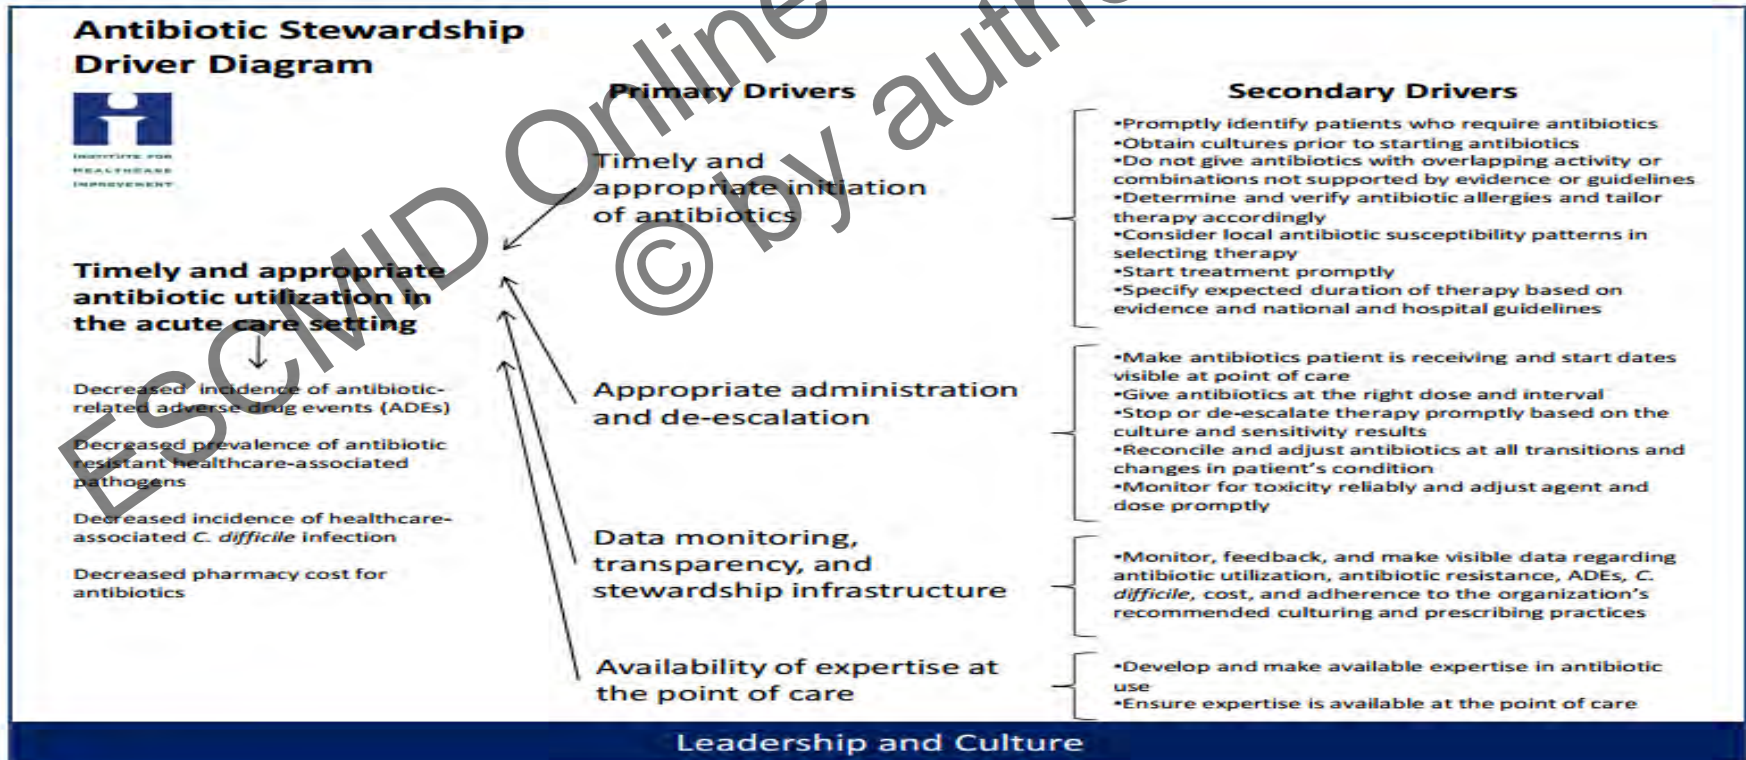 Antibiotic Stewardship
Driver Diagram
INSTITUTE FOR
HEALTHCARE
IMPROVEMENT
Timely and appropriate
antibiotic utilization in
the acute care setting
Decreased incidence of antibiotic-
related adverse drug events (ADEs)
Decreased prevalence of antibiotic
resistant healthcare-associated
pathogens
Decreased incidence of healthcare-
associated C. difficile infection
Decreased pharmacy cost for
antibiotics
Primary Drivers
Timely and
appropriate initiation
of antibiotics
Appropriate administration
and de-escalation
Data monitoring,
transparency, and
stewardship infrastructure
Availability of expertise at
the point of care
Secondary Drivers
•Promptly identify patients who require antibiotics
•Obtain cultures prior to starting antibiotics
•Do not give antibiotics with overlapping activity or
combinations not supported by evidence or guidelines
•Determine and verify antibiotic allergies and tailor
therapy accordingly
•Consider local antibiotic susceptibility patterns in
selecting therapy
•Start treatment promptly
•Specify expected duration of therapy based on
evidence and national and hospital guidelines
•Make antibiotics patient is receiving and start dates
visible at point of care
•Give antibiotics at the right dose and interval
•Stop or de-escalate therapy promptly based on the
culture and sensitivity results
•Reconcile and adjust antibiotics at all transitions and
changes in patient's condition
•Monitor for toxicity reliably and adjust agent and
dose promptly
•Monitor, feedback, and make visible data regarding
antibiotic utilization, antibiotic resistance, ADEs, C.
difficile, cost, and adherence to the organization's
recommended culturing and prescribing practices
•Develop and make available expertise in antibiotic
use
•Ensure expertise is available at the point of care
Leadership and Culture
ESCMID Online
© by